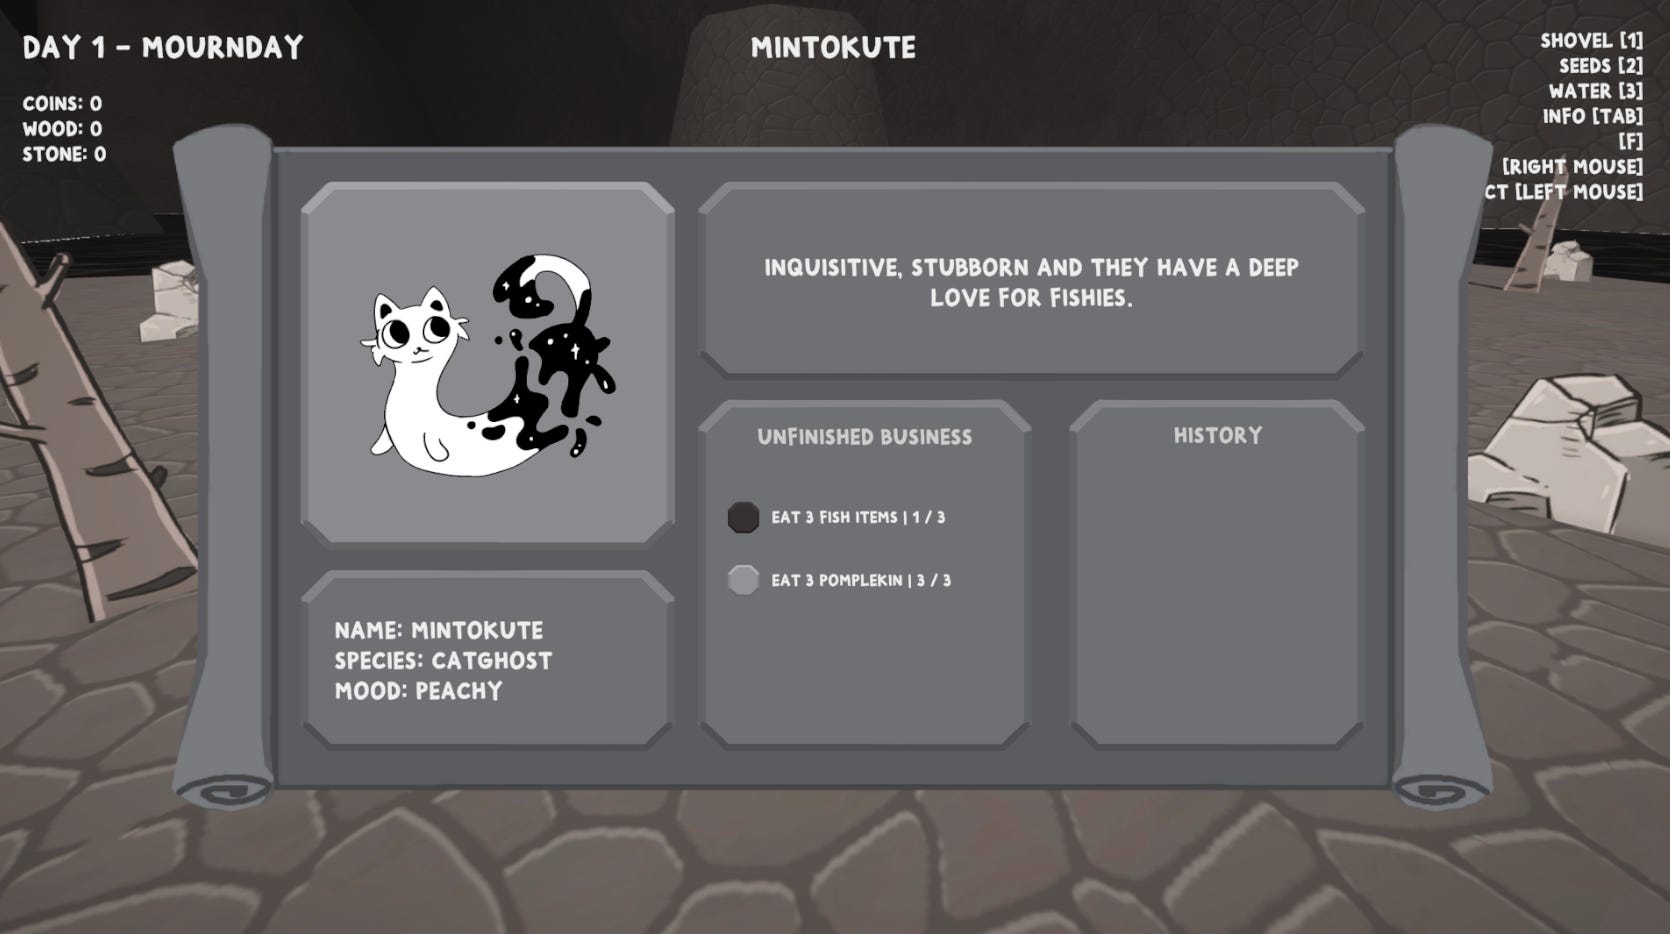 DAY 1 - MOURNDAY
COINS: 0
WOOD: 0
STONE: 0
MINTOKUTE
SHOVEL [1]
SEEDS [2]
WATER [3]
INFO [TAB]
[F]
[RIGHT MOUSE]
CT [LEFT MOUSE]
INQUISITIVE, STUBBORN AND THEY HAVE A DEEP
LOVE FOR FISHIES.
NAME: MINTOKUTE
SPECIES: CATGHOST
MOOD: PEACHY
UNFINISHED BUSINESS
EAT 3 FISH ITEMS | 1 / 3
EAT 3 POMPLEKIN | 3 / 3
HISTORY